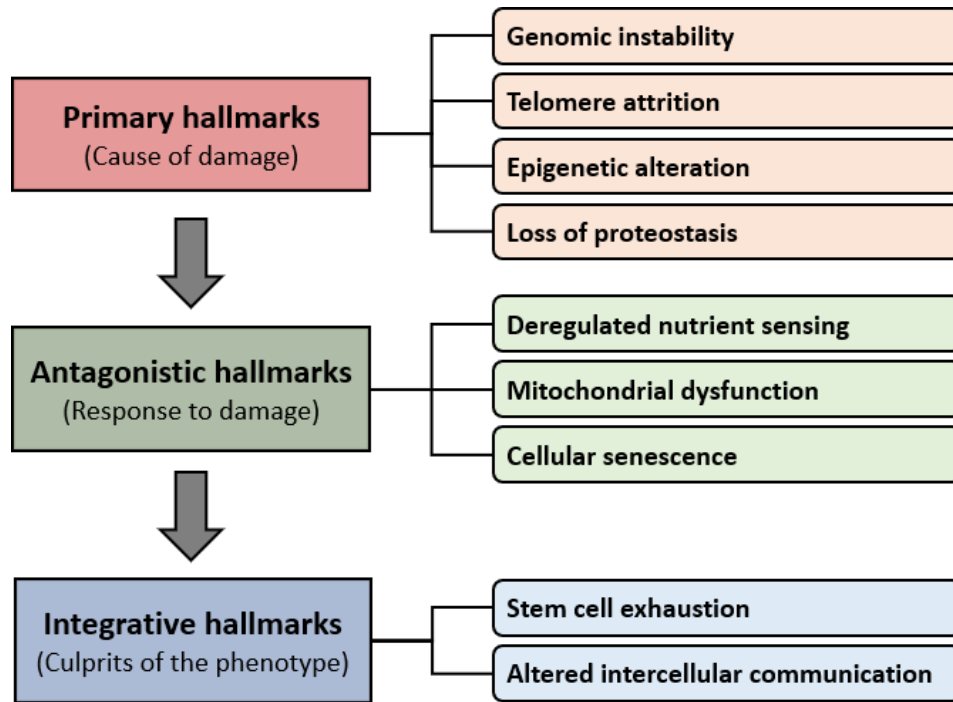 Primary hallmarks
(Cause of damage)
Genomic instability
Telomere attrition
Epigenetic alteration
Loss of proteostasis
Antagonistic hallmarks
(Response to damage)
Deregulated nutrient sensing
Mitochondrial dysfunction
Cellular senescence
Integrative hallmarks
(Culprits of the phenotype)
Stem cell exhaustion
Altered intercellular communication